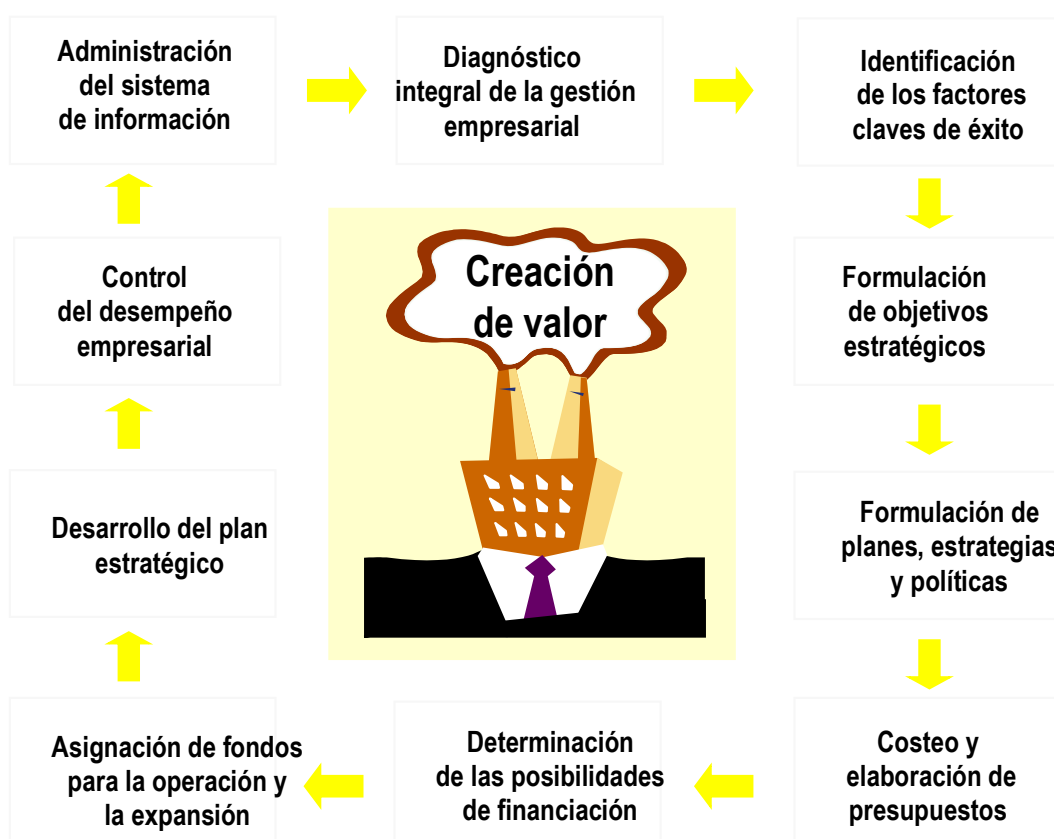 Administración
del sistema
de información
Diagnóstico
integral de la gestión
empresarial
Identificación
de los factores
claves de éxito
Control
del desempeño
empresarial
Creación
de valor
Formulación
de objetivos
estratégicos
Desarrollo del plan
estratégico
Formulación de
planes, estrategias
y políticas
Asignación de fondos
para la operación y
la expansión
Determinación
de las posibilidades
de financiación
Costeo y
elaboración de
presupuestos